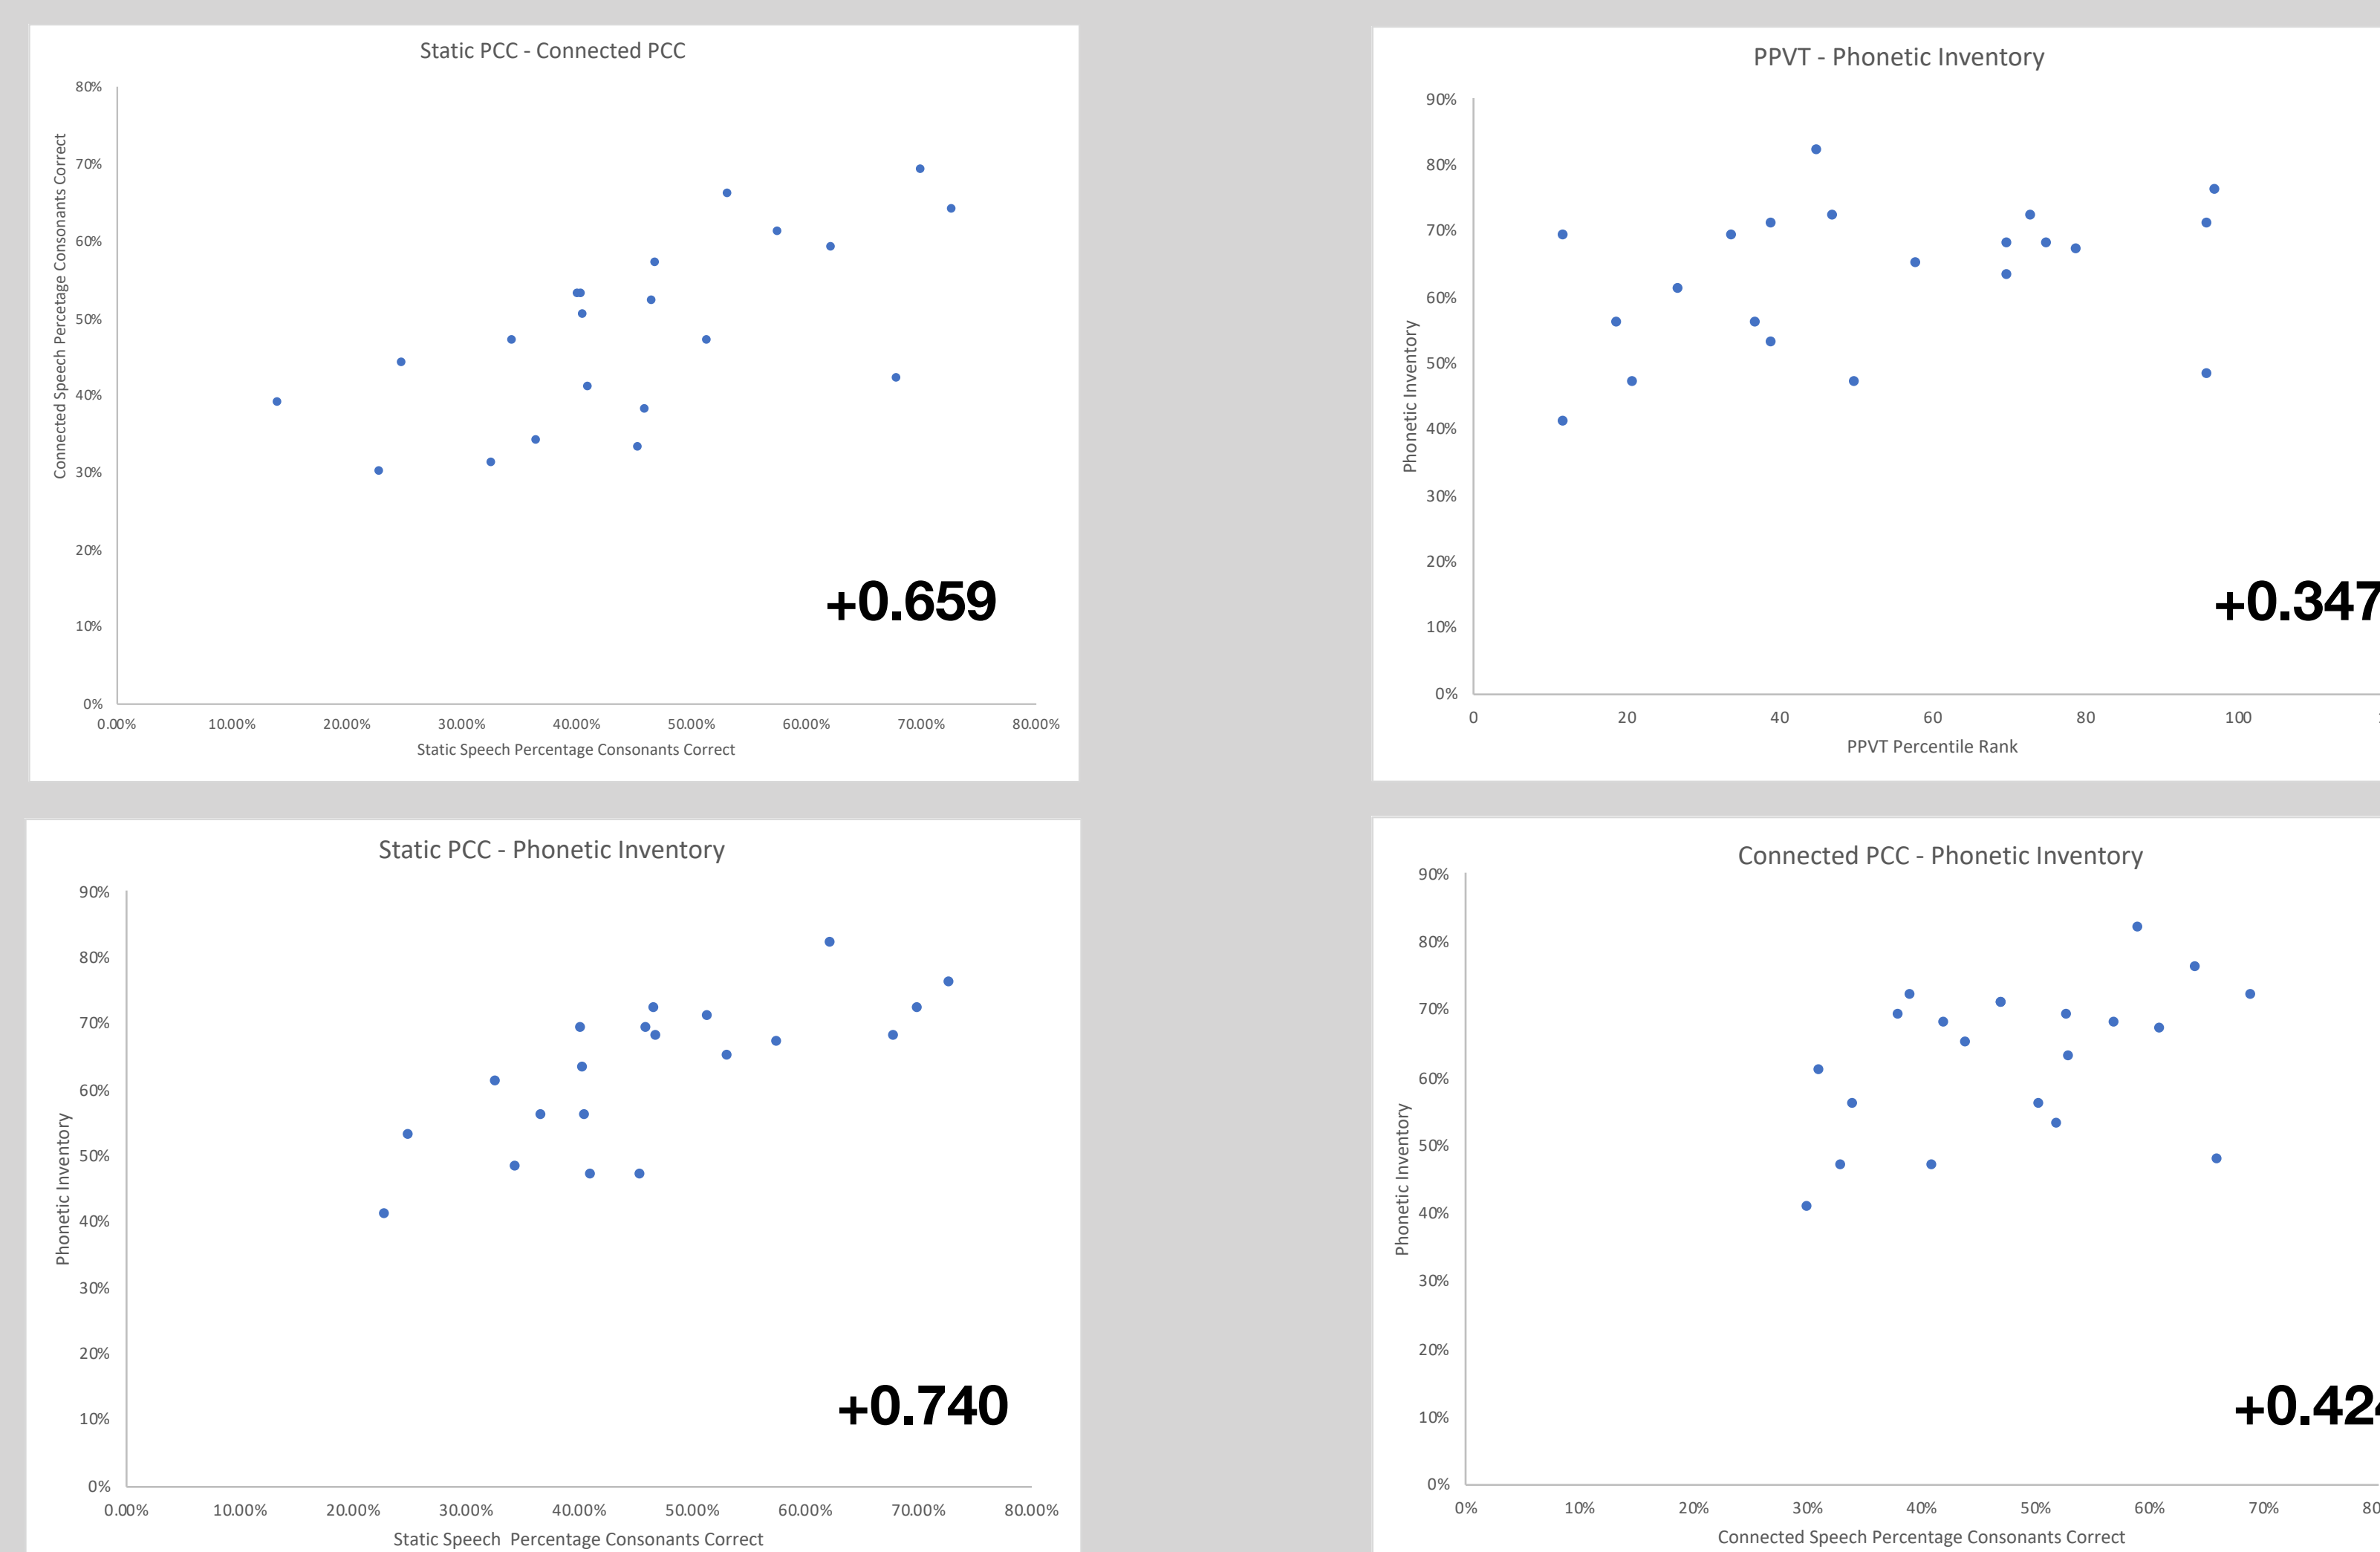 Static PCC - Connected PCC
80%
70%
60%
50%
40%
30%
20%
10%
0%
Connected Speech Percetage Consonants Correct
0.00% 10.00% 20.00% 30.00% 40.00% 50.00% 60.00% 70.00% 80.00%
Static Speech Percentage Consonants Correct
+0.659
PPVT - Phonetic Inventory
90%
80%
70%
60%
50%
40%
30%
20%
10%
0%
Phonetic Inventory
0 20 40 60 80 100
PPVT Percentile Rank
+0.347
Static PCC - Phonetic Inventory
90%
80%
70%
60%
50%
40%
30%
20%
10%
0%
Phonetic Inventory
0.00% 10.00% 20.00% 30.00% 40.00% 50.00% 60.00% 70.00% 80.00%
Static Speech Percentage Consonants Correct
+0.740
Connected PCC - Phonetic Inventory
90%
80%
70%
60%
50%
40%
30%
20%
10%
0%
Phonetic Inventory
0% 10% 20% 30% 40% 50% 60% 70% 80
Connected Speech Percentage Consonants Correct
+0.424